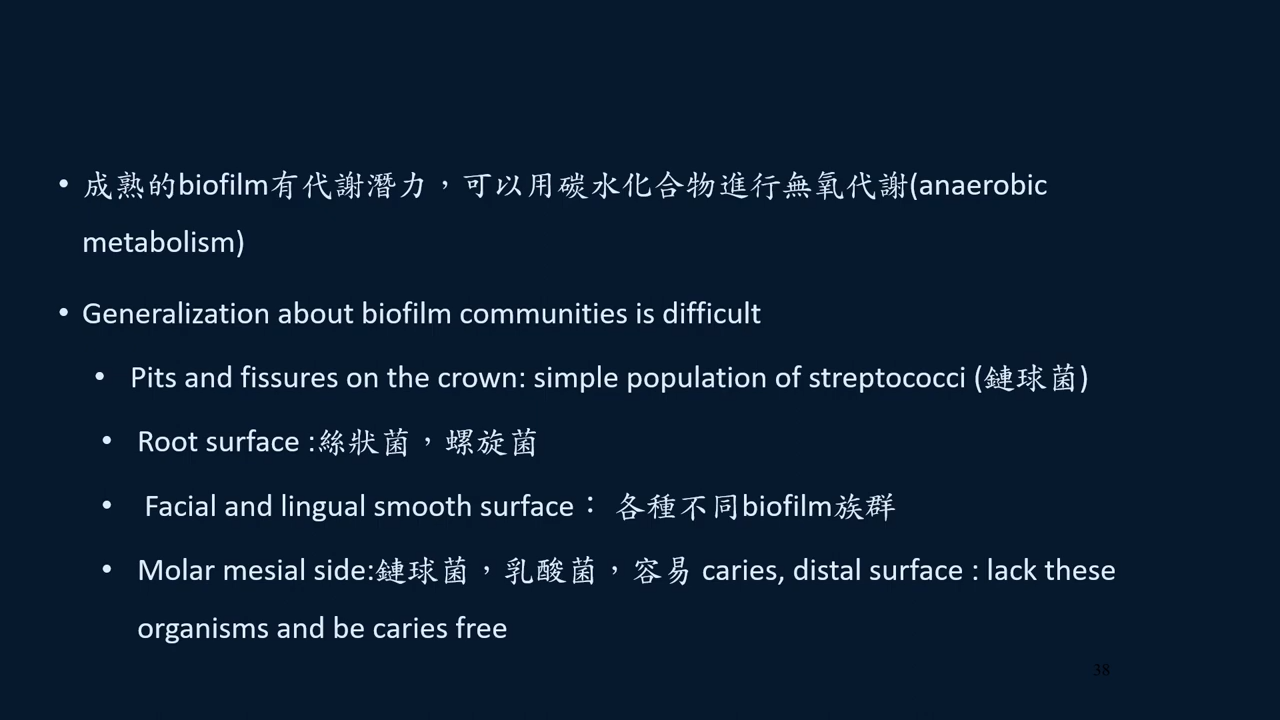 • 成熟的biofilm有代謝潛力，可以用碳水化合物進行無氧代謝(anaerobic
metabolism)
• Generalization about biofilm communities is difficult
• Pits and fissures on the crown: simple population of streptococci (鏈球菌)
• Root surface :絲狀菌，螺旋菌
• Facial and lingual smooth surface： 各種不同biofilm族群
• Molar mesial side:鏈球菌，乳酸菌，容易 caries, distal surface : lack these
organisms and be caries free
38